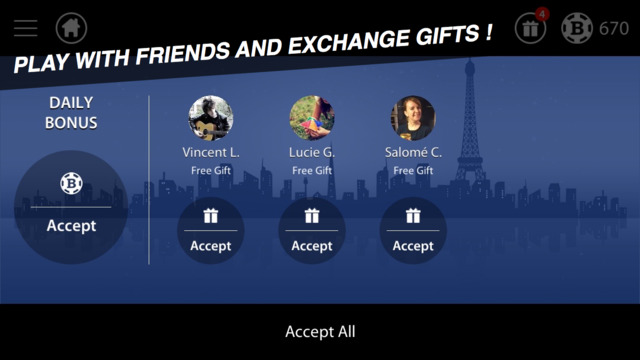 PLAY WITH FRIENDS AND EXCHANGE GIFTS !
4
B 670
DAILY
BONUS
B
Accept
Vincent L.
Free Gift
Accept
Lucie G.
Free Gift
Accept
Salomé C.
Free Gift
Accept
Accept All